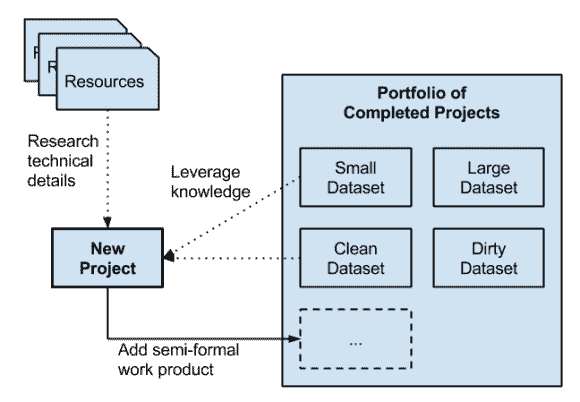 R
R
Resources
Portfolio of
Completed Projects
Research
technical
details
Leverage
knowledge
Small
Dataset
Large
Dataset
New
Project
Clean
Dataset
Dirty
Dataset
...
Add semi-formal
work product